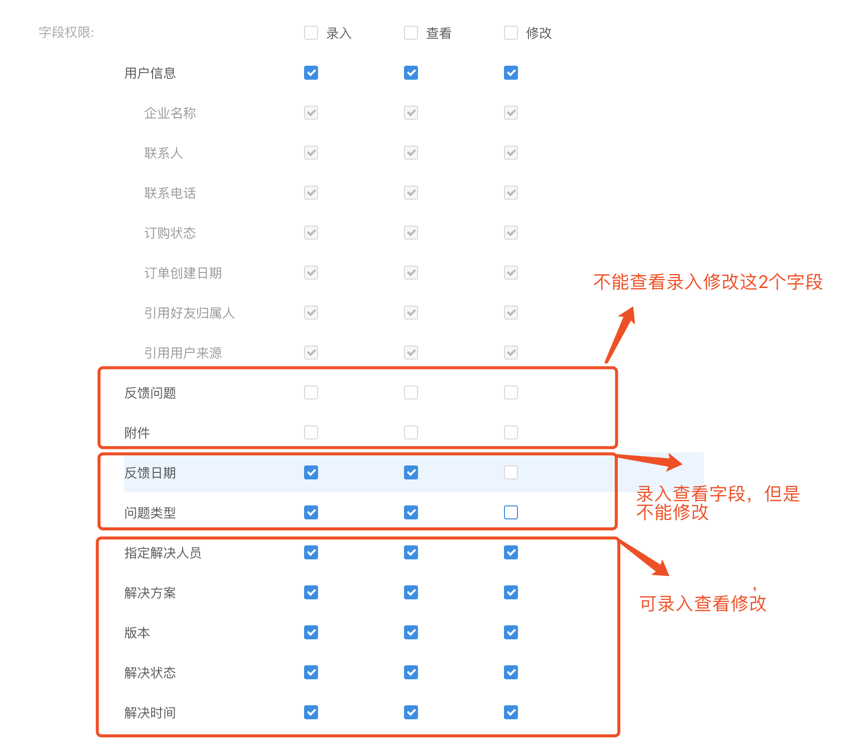 字段权限:
录入
查看
修改
用户信息
企业名称
联系人
联系电话
订购状态
订单创建日期
不能查看录入修改这2个字段
引用好友归属人
引用用户来源
反馈问题
附件
反馈日期
录入查看字段，但是
不能修改
问题类型
指定解决人员
解决方案
，
可录入查看修改
版本
解决状态
解决时间